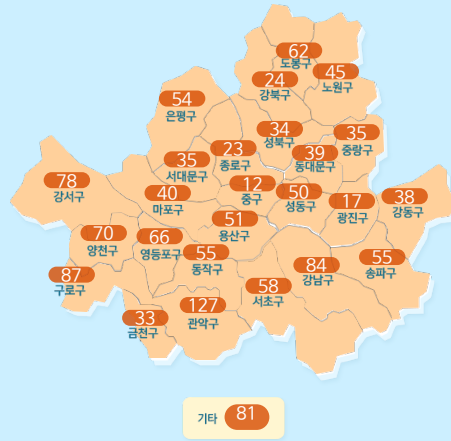 62
도봉구
45
노원구
24
강북구
54
은평구
34
성북구
35
중랑구
23
종로구
39
동대문구
35
서대문구
78
강서구
40
마포구
12
중구
50
성동구
17
광진구
38
강동구
51
용산구
70
양천구
66
영등포구
55
동작구
84
강남구
55
송파구
87
구로구
58
서초구
127
관악구
33
금천구
기타 81